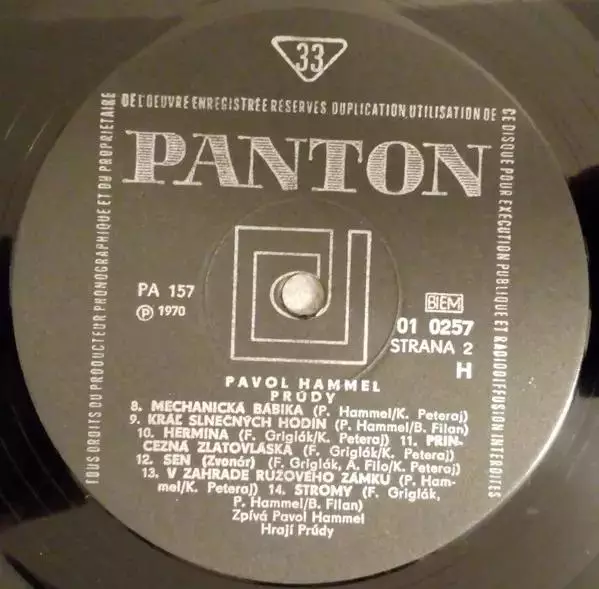 33
TOUS DROITS DU PRODUCTEUR PHONOGRAPHIQUE ET DU PROPRIETAIRE
DE L'OEUVRE ENREGISTRÉE RÉSERVÉS DUPLICATION, UTILISATION DE
CE DISQUE POUR EXECUTION PUBLIQUE ET RADIODIFFUSION INTERDITES
PANTON
PA 157
Ⓟ 1970
BIEM
01 0257
STRANA 2
H
PAVOL HAMMEL
PRÚDY
8. MECHANICKÁ BÁBIKA (P. Hammel/K. Peteraj)
9. KRÁĽ SLNEČNÝCH HODÍN (P. Hammel/B. Filan)
10. HERMÍNA (F. Griglák/K. Peteraj) 11. PRIN-
CEZNÁ ZLATOVLÁSKA (F. Griglák/K. Peteraj)
12. SEN (Zvonár) (F. Griglák, A. Filo/K. Peteraj)
13. V ZÁHRADE RUŽOVÉHO ZÁMKU (P. Ham-
mel/K. Peteraj) 14. STROMY (F. Griglák,
P. Hammel/B. Filan)
Zpívá Pavol Hammel
Hrají Prúdy